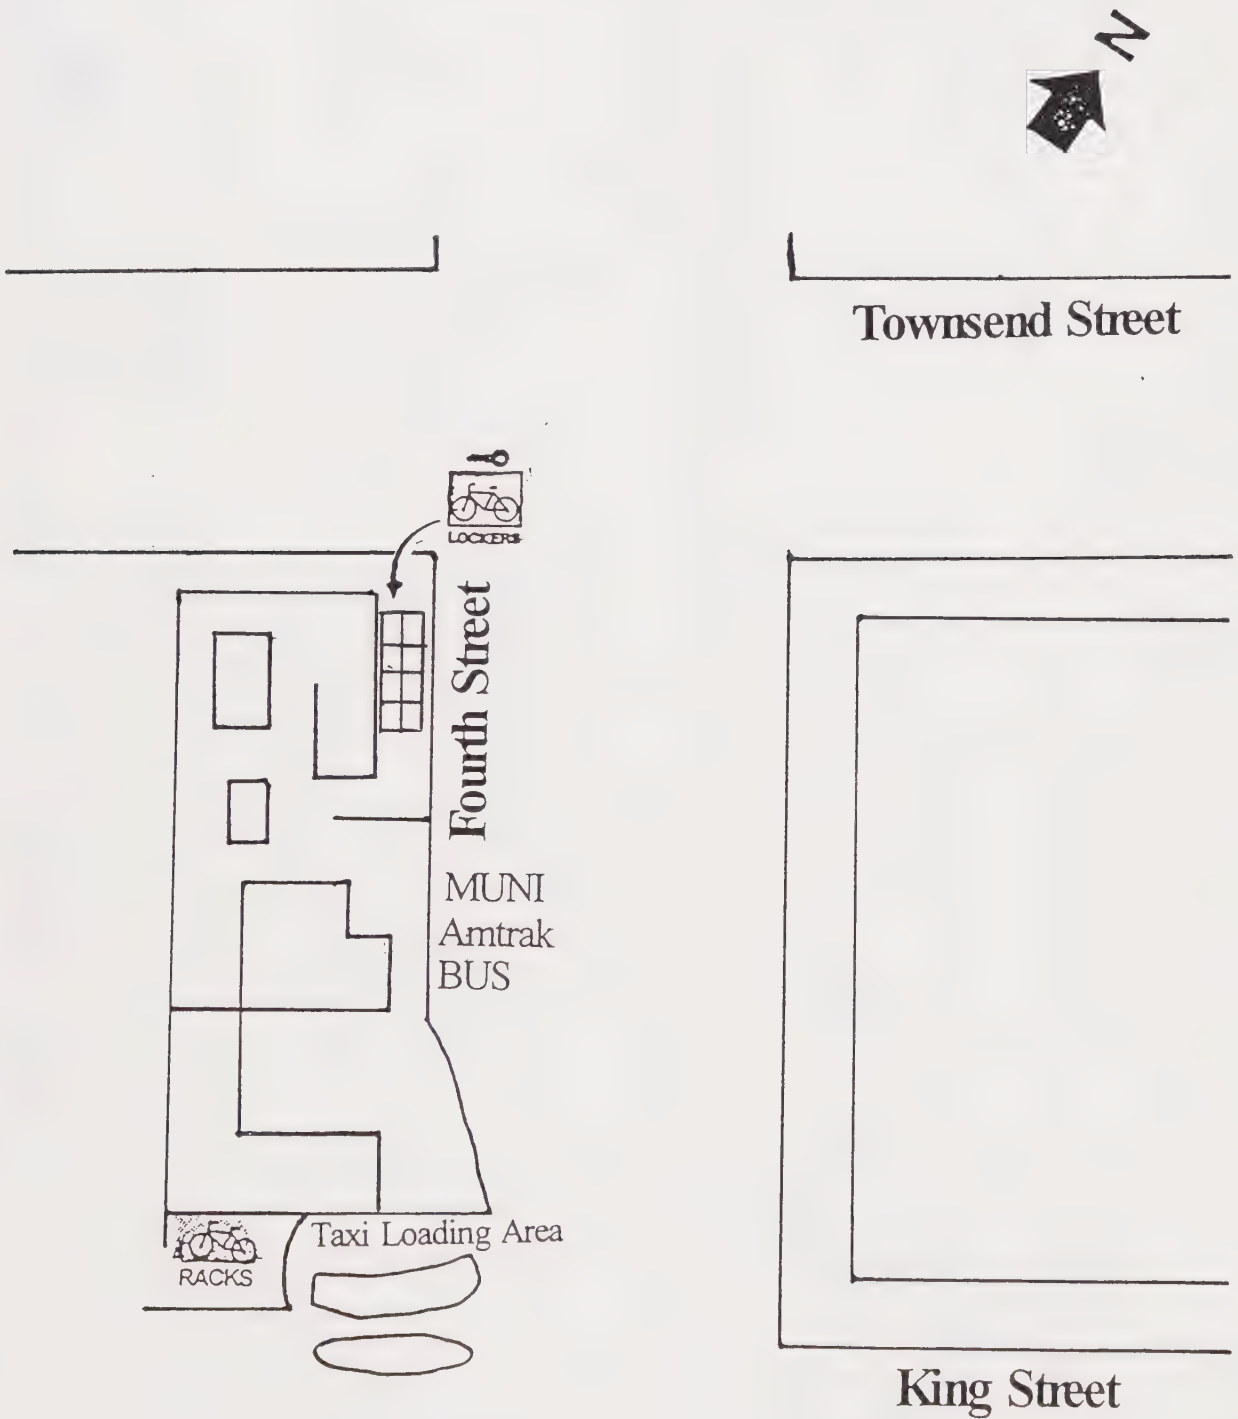 N
Townsend Street
LOCKERS
Fourth Street
MUNI
Amtrak
BUS
Taxi Loading Area
RACKS
King Street